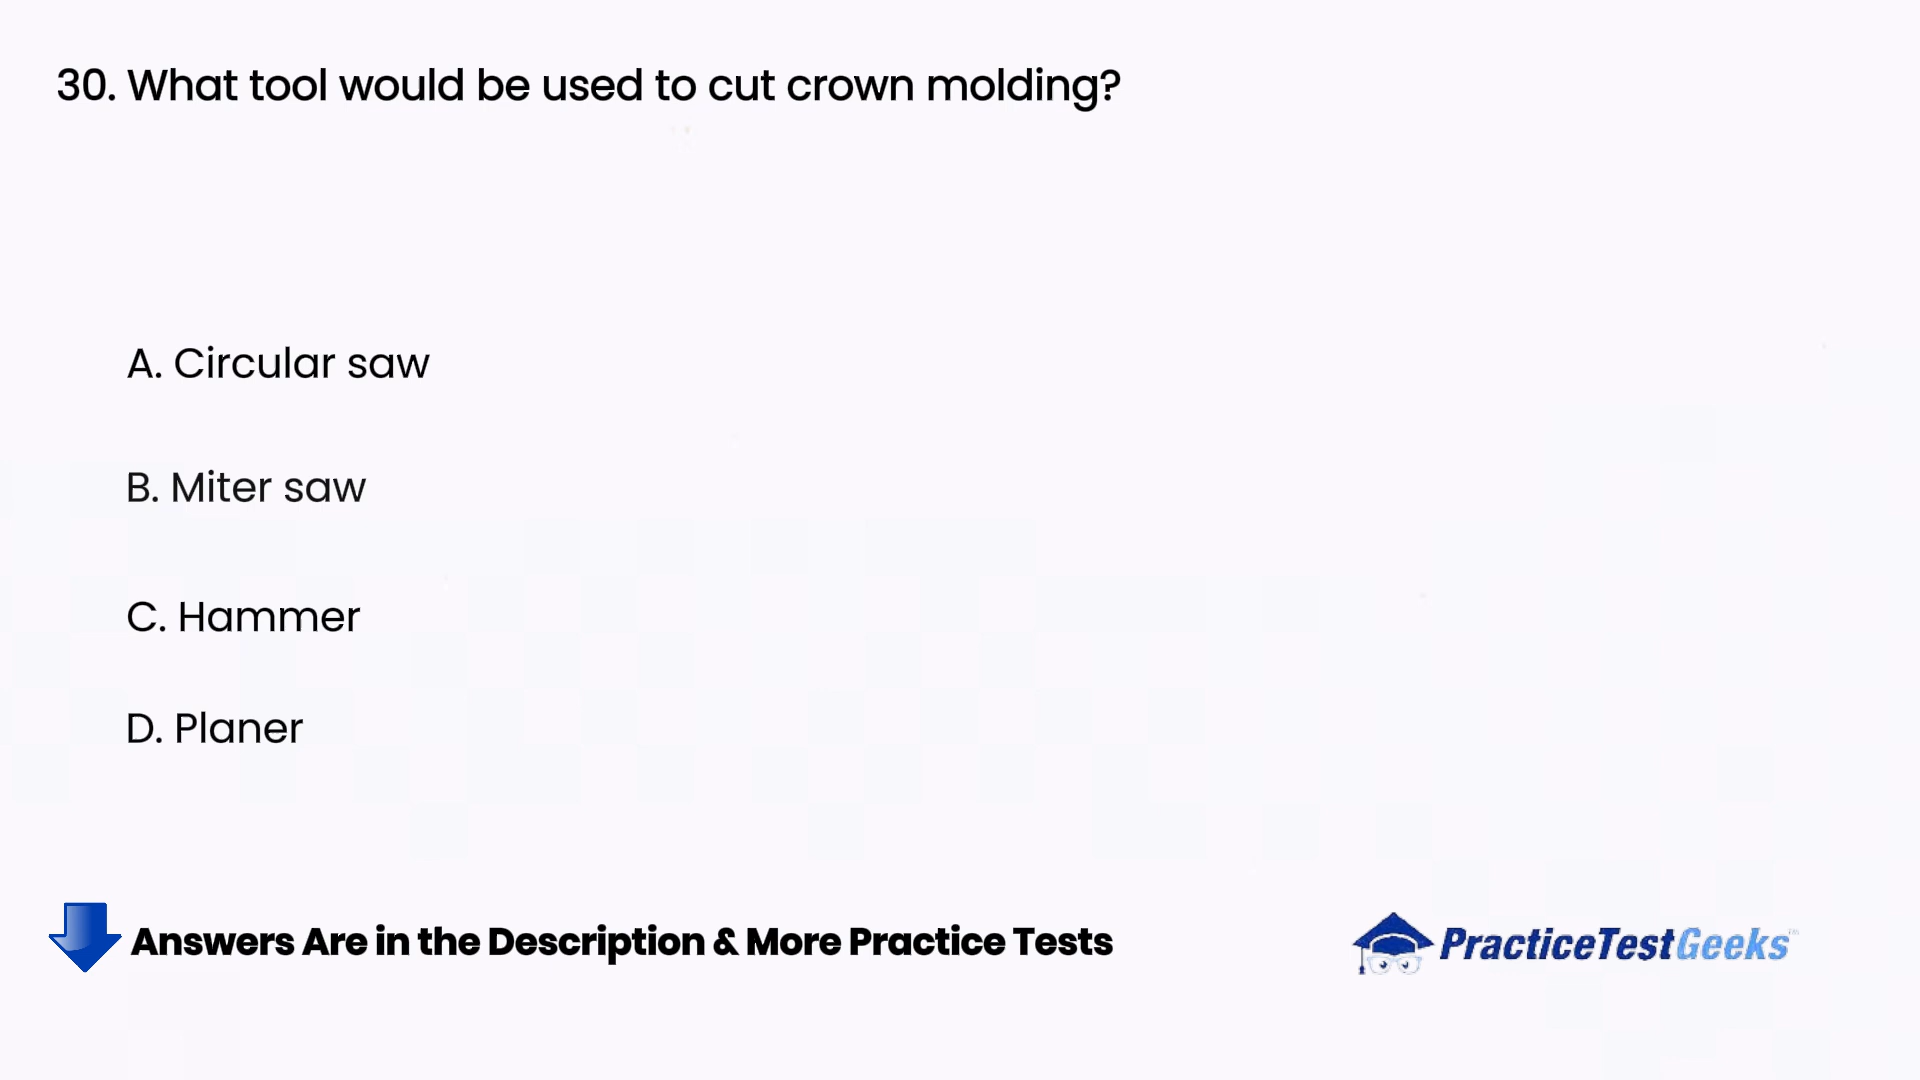 30. What tool would be used to cut crown molding?
A. Circular saw
B. Miter saw
C. Hammer
D. Planer
Answers Are in the Description & More Practice Tests
PracticeTestGeeks™